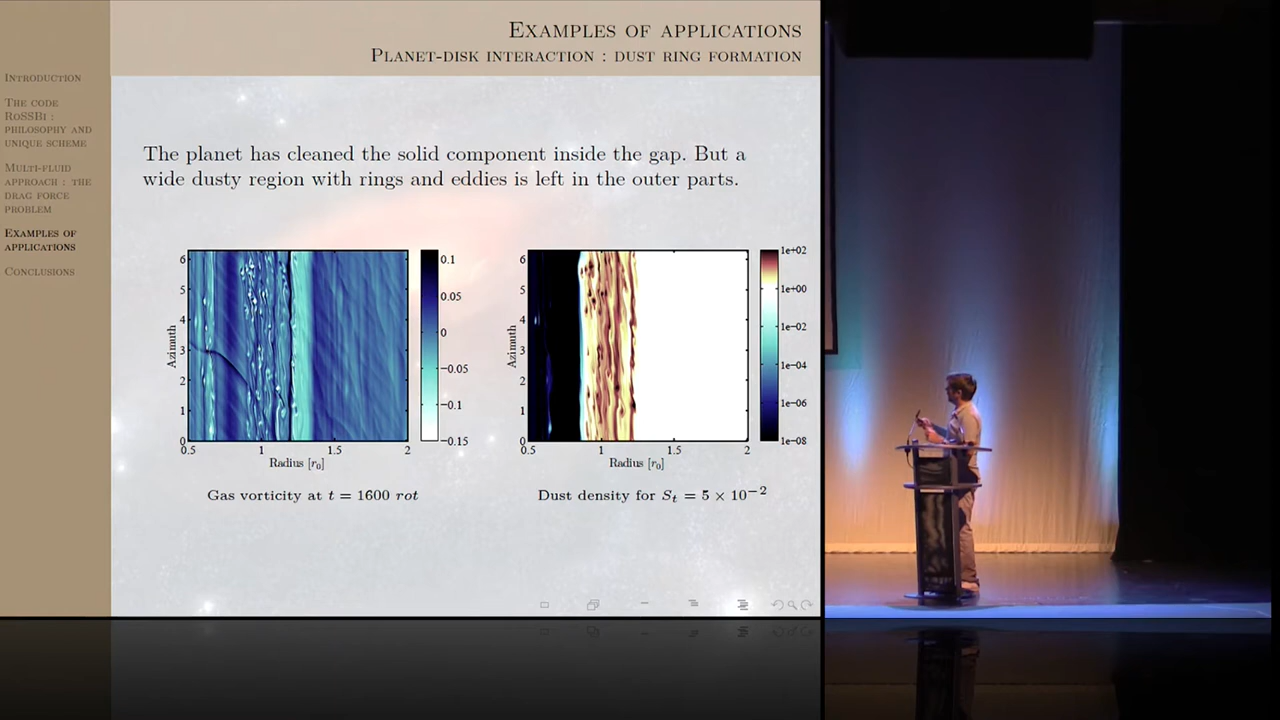 Examples of applications
Planet-disk interaction : dust ring formation
Introduction
The code
RoSSBi :
philosophy and
unique scheme
Multi-fluid
approach : the
drag force
problem
Examples of
applications
Conclusions
The planet has cleaned the solid component inside the gap. But a
wide dusty region with rings and eddies is left in the outer parts.
Azimuth
6
5
4
3
2
1
0
0.5 1 1.5 2
Radius [r₀]
0.1
0.05
0
−0.05
−0.1
−0.15
Gas vorticity at t = 1600 rot
Azimuth
6
5
4
3
2
1
0
0.5 1 1.5 2
Radius [r₀]
1e+02
1e+00
1e−02
1e−04
1e−06
1e−08
Dust density for Sₜ = 5 × 10⁻²